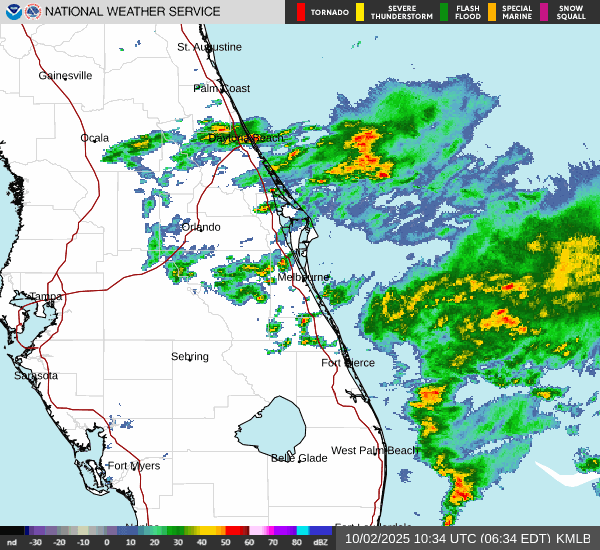 NATIONAL WEATHER SERVICE
TORNADO
SEVERE THUNDERSTORM
FLASH FLOOD
SPECIAL MARINE
SNOW SQUALL
St. Augustine
Gainesville
Palm Coast
Ocala
Daytona Beach
Orlando
Melbourne
Tampa
Sebring
Fort Pierce
Sarasota
West Palm Beach
Belle Glade
Fort Myers
nd -30 -20 -10 0 10 20 30 40 50 60 70 80 dBZ
10/02/2025 10:34 UTC (06:34 EDT) KMLB